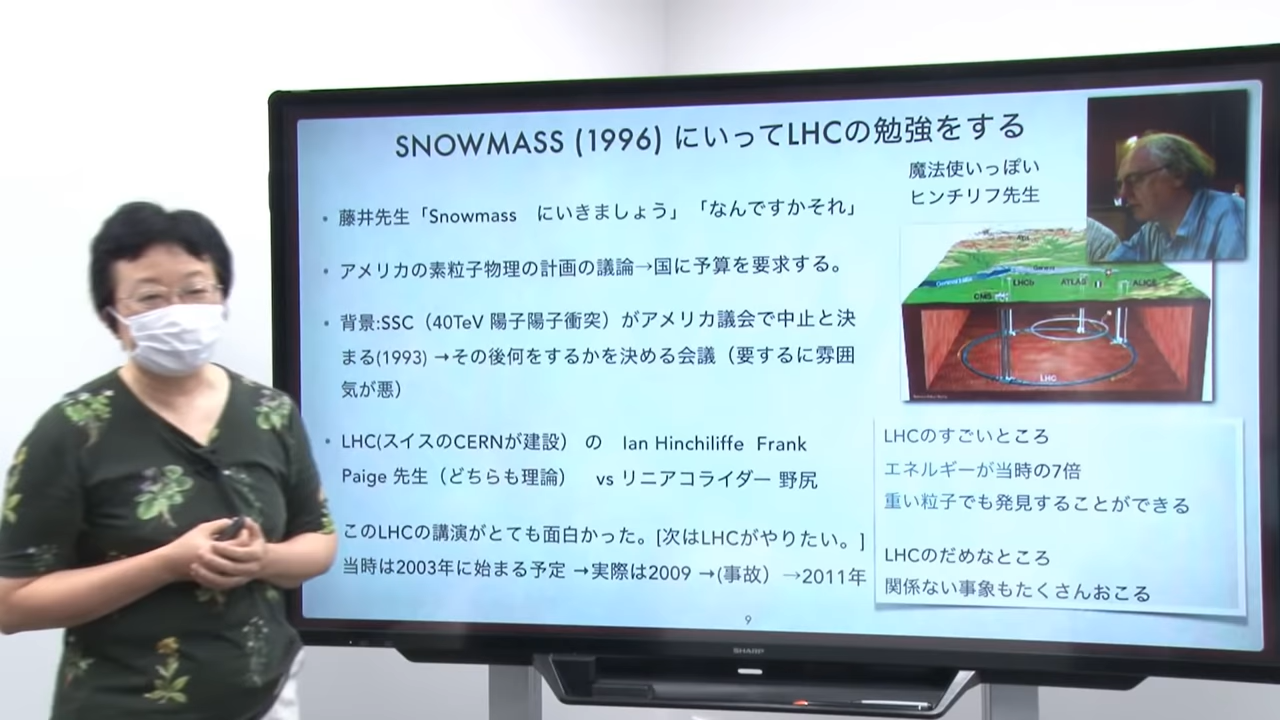 SNOWMASS (1996) にいってLHCの勉強をする
魔法使いっぽい
ヒンチリフ先生
• 藤井先生「Snowmass にいきましょう」「なんですかそれ」
• アメリカの素粒子物理の計画の議論→国に予算を要求する。
• 背景:SSC（40TeV 陽子陽子衝突）がアメリカ議会で中止と決
まる(1993) →その後何をするかを決める会議（要するに雰囲
気が悪）
• LHC(スイスのCERNが建設） の Ian Hinchiliffe Frank
Paige 先生（どちらも理論） vs リニアコライダー 野尻
このLHCの講演がとても面白かった。[次はLHCがやりたい。]
当時は2003年に始まる予定 →実際は2009 →(事故）→2011年
CMS
LHCb
ATLAS
ALICE
LHC
LHCのすごいところ
エネルギーが当時の7倍
重い粒子でも発見することができる
LHCのだめなところ
関係ない事象もたくさんおこる
9
SHARP